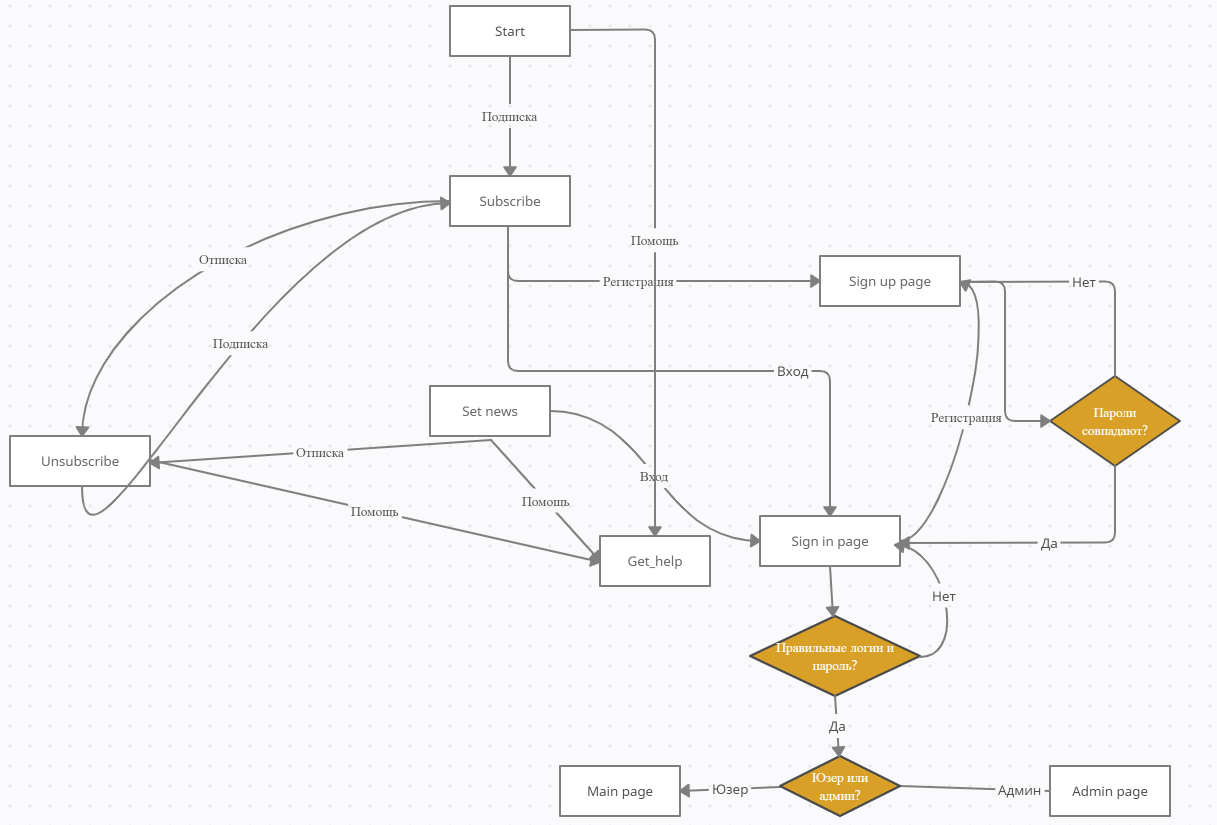 Start
Подписка
Subscribe
Помощь
Отписка
Регистрация
Sign up page
Нет
Подписка
Вход
Set news
Регистрация
Пароли
совпадают?
Unsubscribe
Отписка
Вход
Помощь
Помощь
Get_help
Sign in page
Да
Нет
Правильные логин и
пароль?
Да
Юзер или
админ?
Main page
Юзер
Админ
Admin page